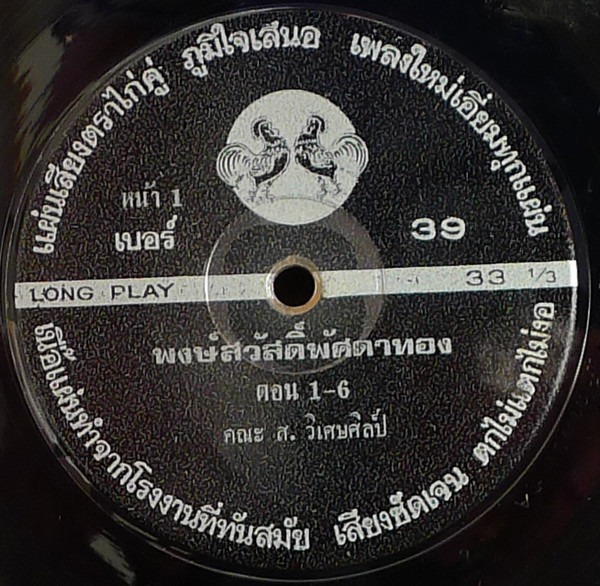 แผ่นเสียงตราไก่คู่ ภูมิใจเสนอ เพลงใหม่เอี่ยมทุกแผ่น
หน้า 1
เบอร์ 39
LONG PLAY 33 1/3
พงษ์สวัสดิ์พัศดาทอง
ตอน 1-6
คณะ ส. วิเศษศิลป์
เนื้อแผ่นทำจากโรงงานที่ทันสมัย เสียงชัดเจน ตกไม่แตกไม่งอ